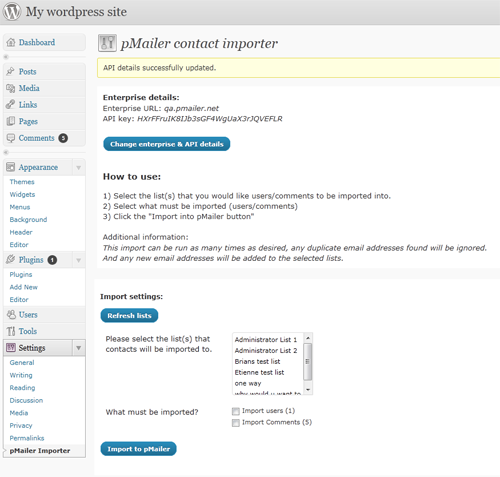 My wordpress site
Dashboard
Posts
Media
Links
Pages
Comments 5
Appearance
Themes
Widgets
Menus
Background
Header
Editor
Plugins 1
Plugins
Add New
Editor
Users
Tools
Settings
General
Writing
Reading
Discussion
Media
Privacy
Permalinks
pMailer Importer
pMailer contact importer
API details successfully updated.
Enterprise details:
Enterprise URL: qa.pmailer.net
API key: HXrFFruIK8IJb3sGF4WgUaX3rJQVEFLR
Change enterprise & API details
How to use:
1) Select the list(s) that you would like users/comments to be imported into.
2) Select what must be imported (users/comments)
3) Click the "Import into pMailer button"
Additional information:
This import can be run as many times as desired, any duplicate email addresses found will be ignored.
And any new email addresses will be added to the selected lists.
Import settings:
Refresh lists
Please select the list(s) that
contacts will be imported to.
Administrator List 1
Administrator List 2
Brians test list
Etienne test list
one way
why would u want to
What must be imported?
Import users (1)
Import Comments (5)
Import to pMailer